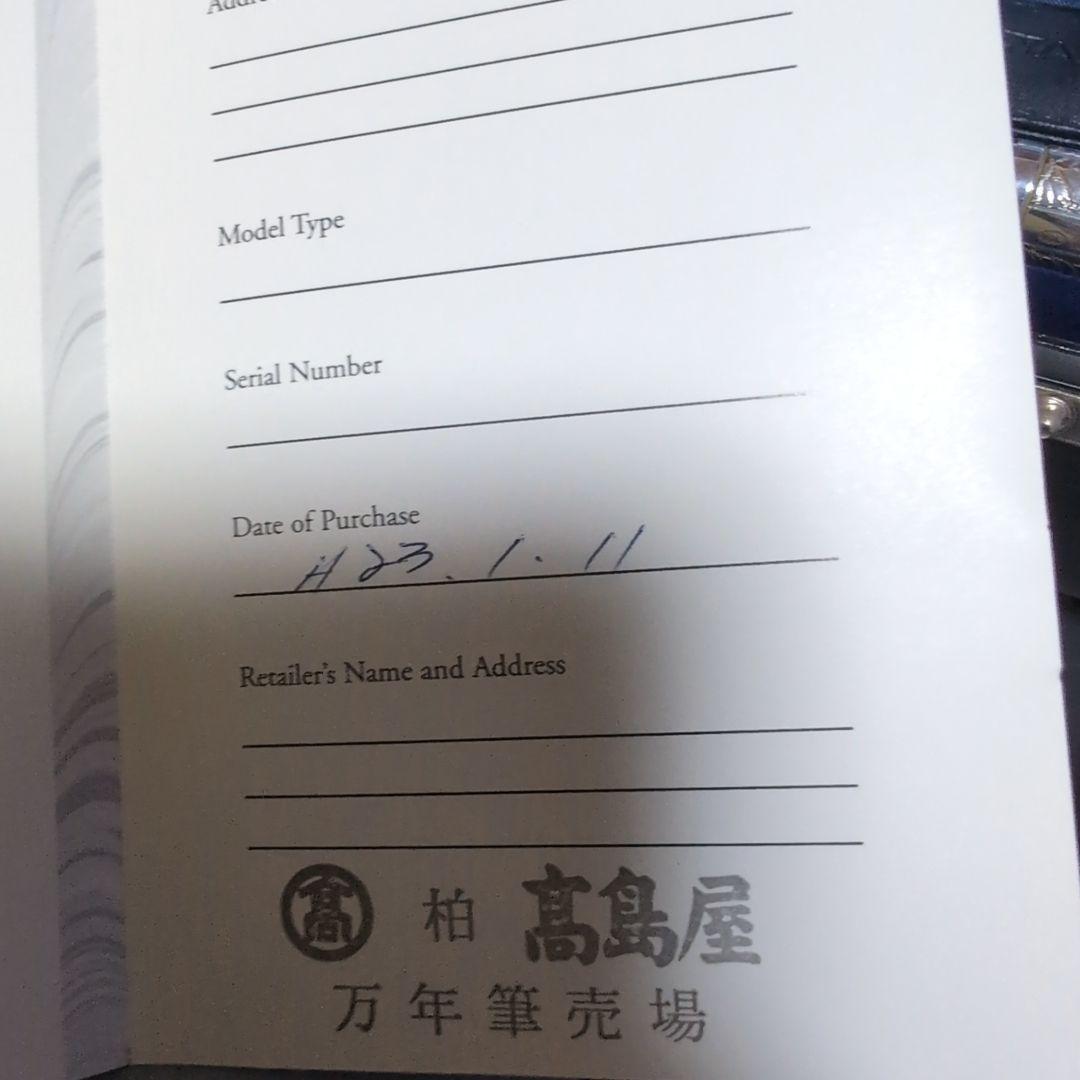 Model Type
Serial Number
Date of Purchase
H23.1.11
Retailer's Name and Address
髙 柏 髙島屋
万年筆売場